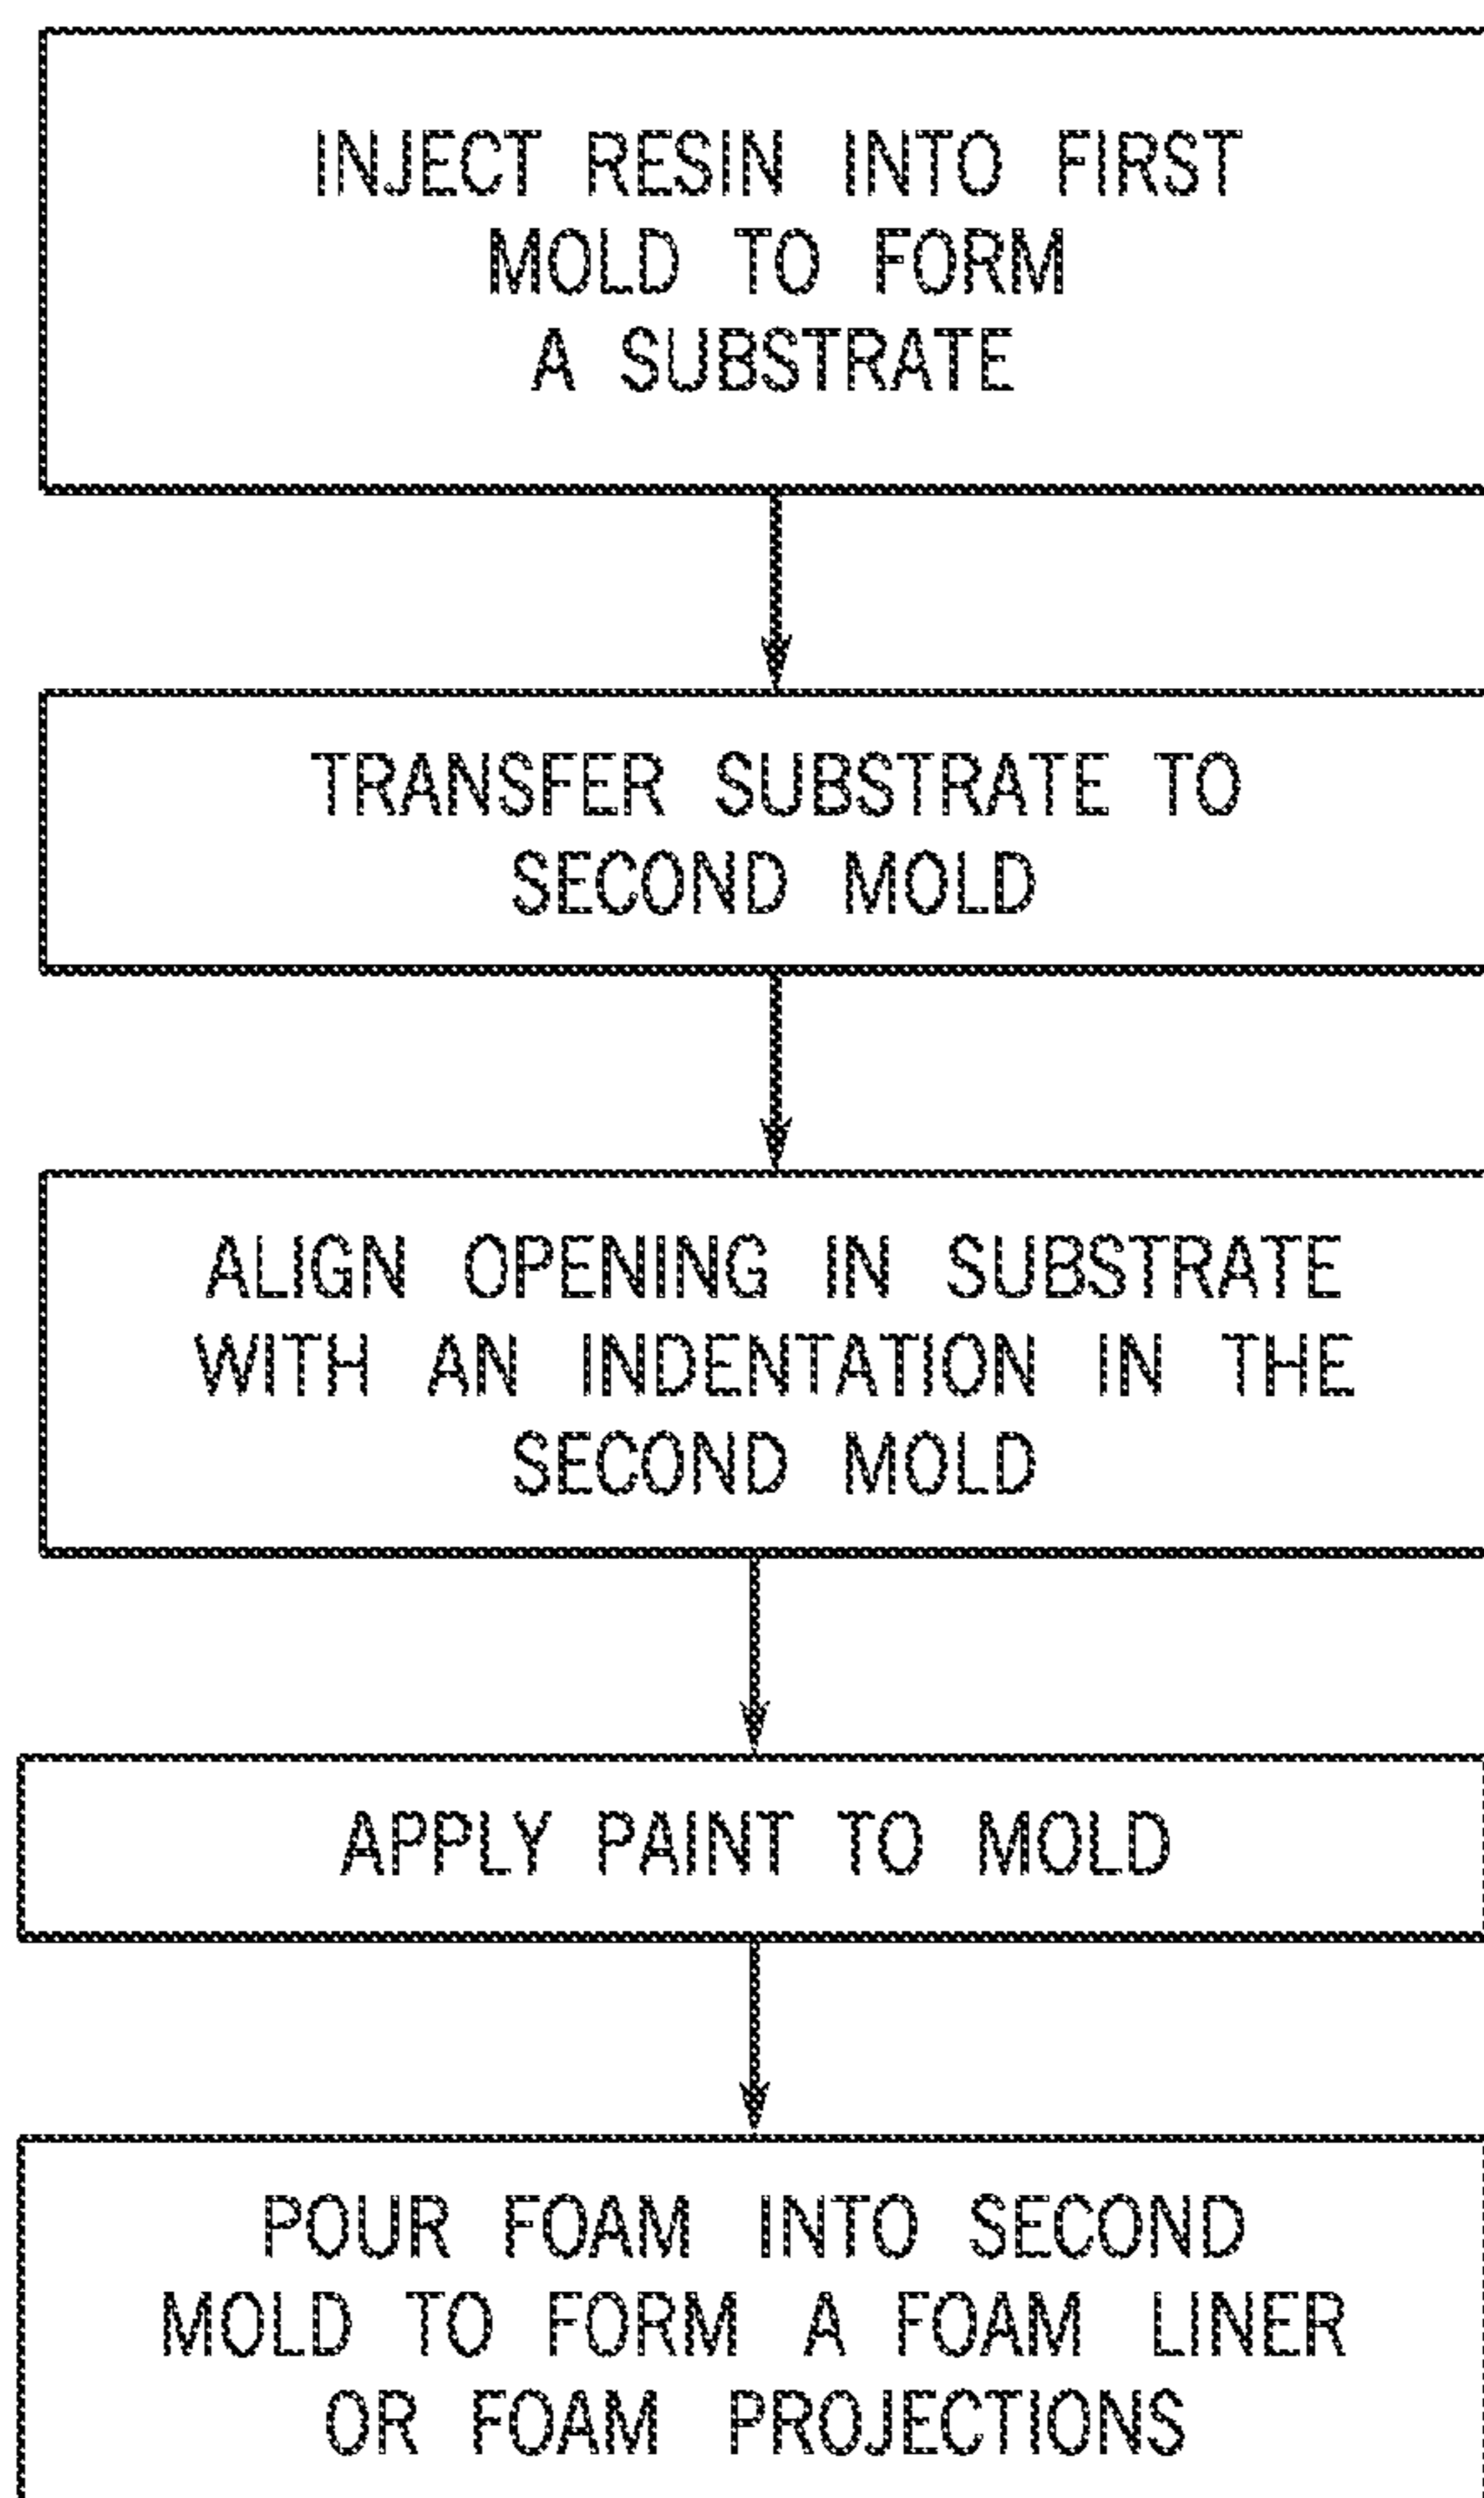 INJECT RESIN INTO FIRST
MOLD TO FORM
A SUBSTRATE
TRANSFER SUBSTRATE TO
SECOND MOLD
ALIGN OPENING IN SUBSTRATE
WITH AN INDENTATION IN THE
SECOND MOLD
APPLY PAINT TO MOLD
POUR FOAM INTO SECOND
MOLD TO FORM A FOAM LINER
OR FOAM PROJECTIONS